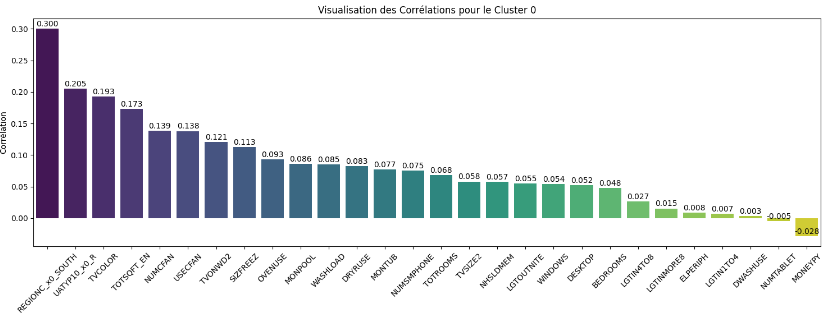 Visualisation des Corrélations pour le Cluster 0
Corrélation
0.30
0.25
0.20
0.15
0.10
0.05
0.00
0.300
0.205
0.193
0.173
0.139
0.138
0.121
0.113
0.093
0.086
0.085
0.083
0.077
0.075
0.068
0.058
0.057
0.055
0.054
0.052
0.048
0.027
0.015
0.008
0.007
0.003
-0.005
-0.028
REGIONC_x0_SOUTH
UATYP10_x0_R
TVCOLOR
TOTSQFT_EN
NUMCFAN
USECFAN
TVONWD2
SIZFREEZ
OVENUSE
MONPOOL
WASHLOAD
DRYRUSE
MONTUB
NUMSMPHONE
TOTROOMS
TVSIZE2
NHSLDMEM
LGTOUTNITE
WINDOWS
DESKTOP
BEDROOMS
LGTIN4TO8
LGTINMORE8
ELPERIPH
LGTIN1TO4
DWASHUSE
NUMTABLET
MONEYPY